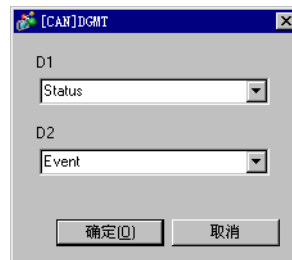 [CAN]DGMT
D1
Status
D2
Event
确定(O) 取消